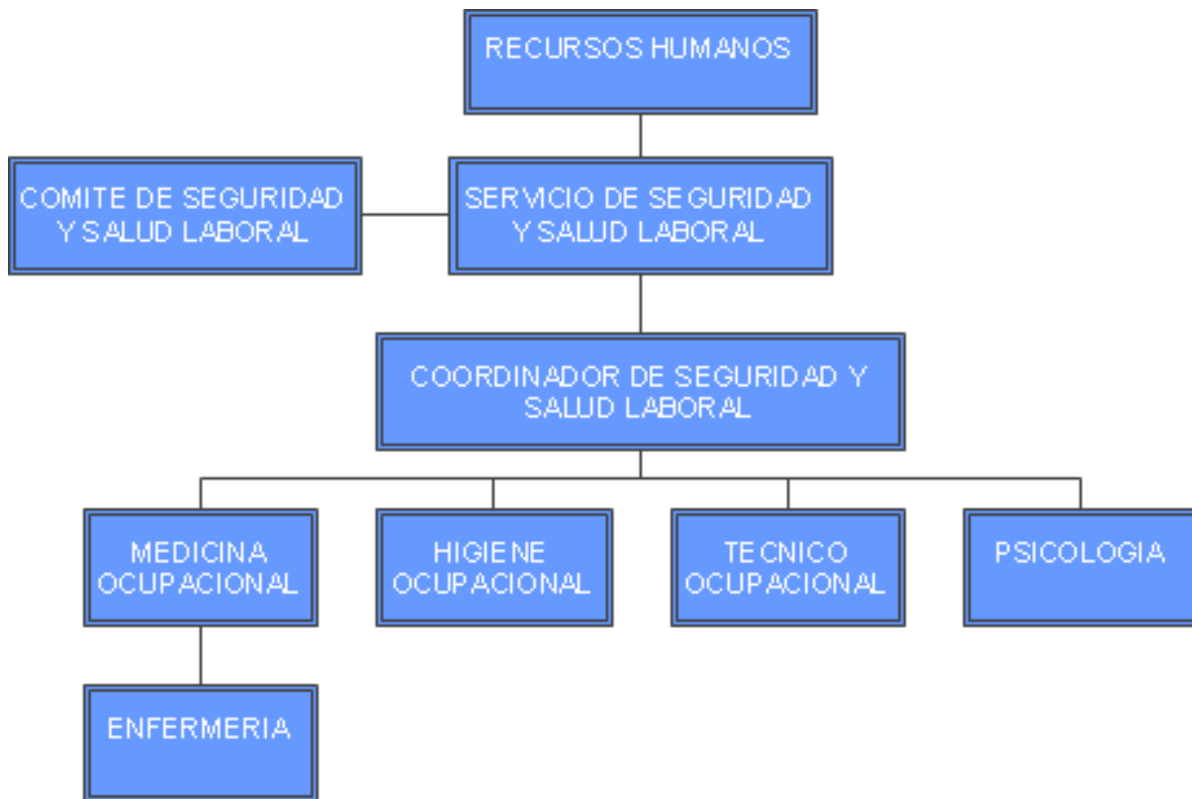 RECURSOS HUMANOS
COMITE DE SEGURIDAD
Y SALUD LABORAL
SERVICIO DE SEGURIDAD
Y SALUD LABORAL
COORDINADOR DE SEGURIDAD Y
SALUD LABORAL
MEDICINA
OCUPACIONAL
HIGIENE
OCUPACIONAL
TECNICO
OCUPACIONAL
PSICOLOGIA
ENFERMERIA